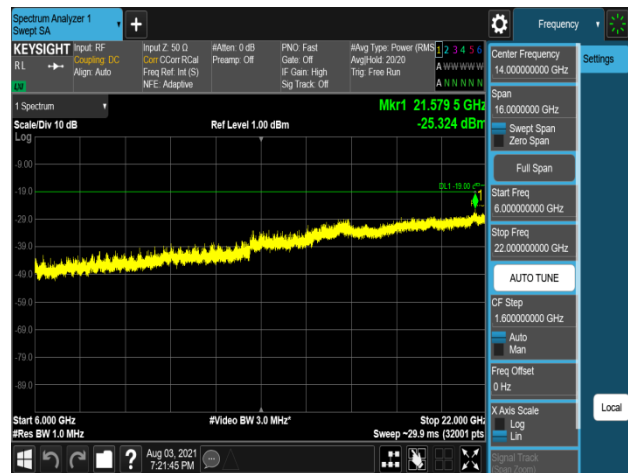 Spectrum Analyzer 1
Swept SA
+
Frequency
KEYSIGHT
RL
Input: RF
Coupling: DC
Align: Auto
Input Z: 50 Ω
Corr CCorr RCal
Freq Ref: Int (S)
NFE: Adaptive
#Atten: 0 dB
Preamp: Off
PNO: Fast
Gate: Off
IF Gain: High
Sig Track: Off
#Avg Type: Power (RMS
Avg|Hold: 20/20
Trig: Free Run
1 2 3 4 5 6
A W W W W W
A N N N N N
1 Spectrum
Mkr1 21.579 5 GHz
Scale/Div 10 dB
Ref Level 1.00 dBm
-25.324 dBm
Log
-9.00
-19.0
DL1 -19.00
1
-29.0
-39.0
-49.0
-59.0
-69.0
-79.0
-89.0
Start 6.000 GHz
#Video BW 3.0 MHz*
Stop 22.000 GHz
#Res BW 1.0 MHz
Sweep ~29.9 ms (32001 pts
?
Aug 03, 2021
7:21:45 PM
Center Frequency
14.000000000 GHz
Settings
Span
16.0000000 GHz
Swept Span
Zero Span
Full Span
Start Freq
6.000000000 GHz
Stop Freq
22.000000000 GHz
AUTO TUNE
CF Step
1.600000000 GHz
Auto
Man
Freq Offset
0 Hz
X Axis Scale
Log
Lin
Local
Signal Track
(Span Zoom)